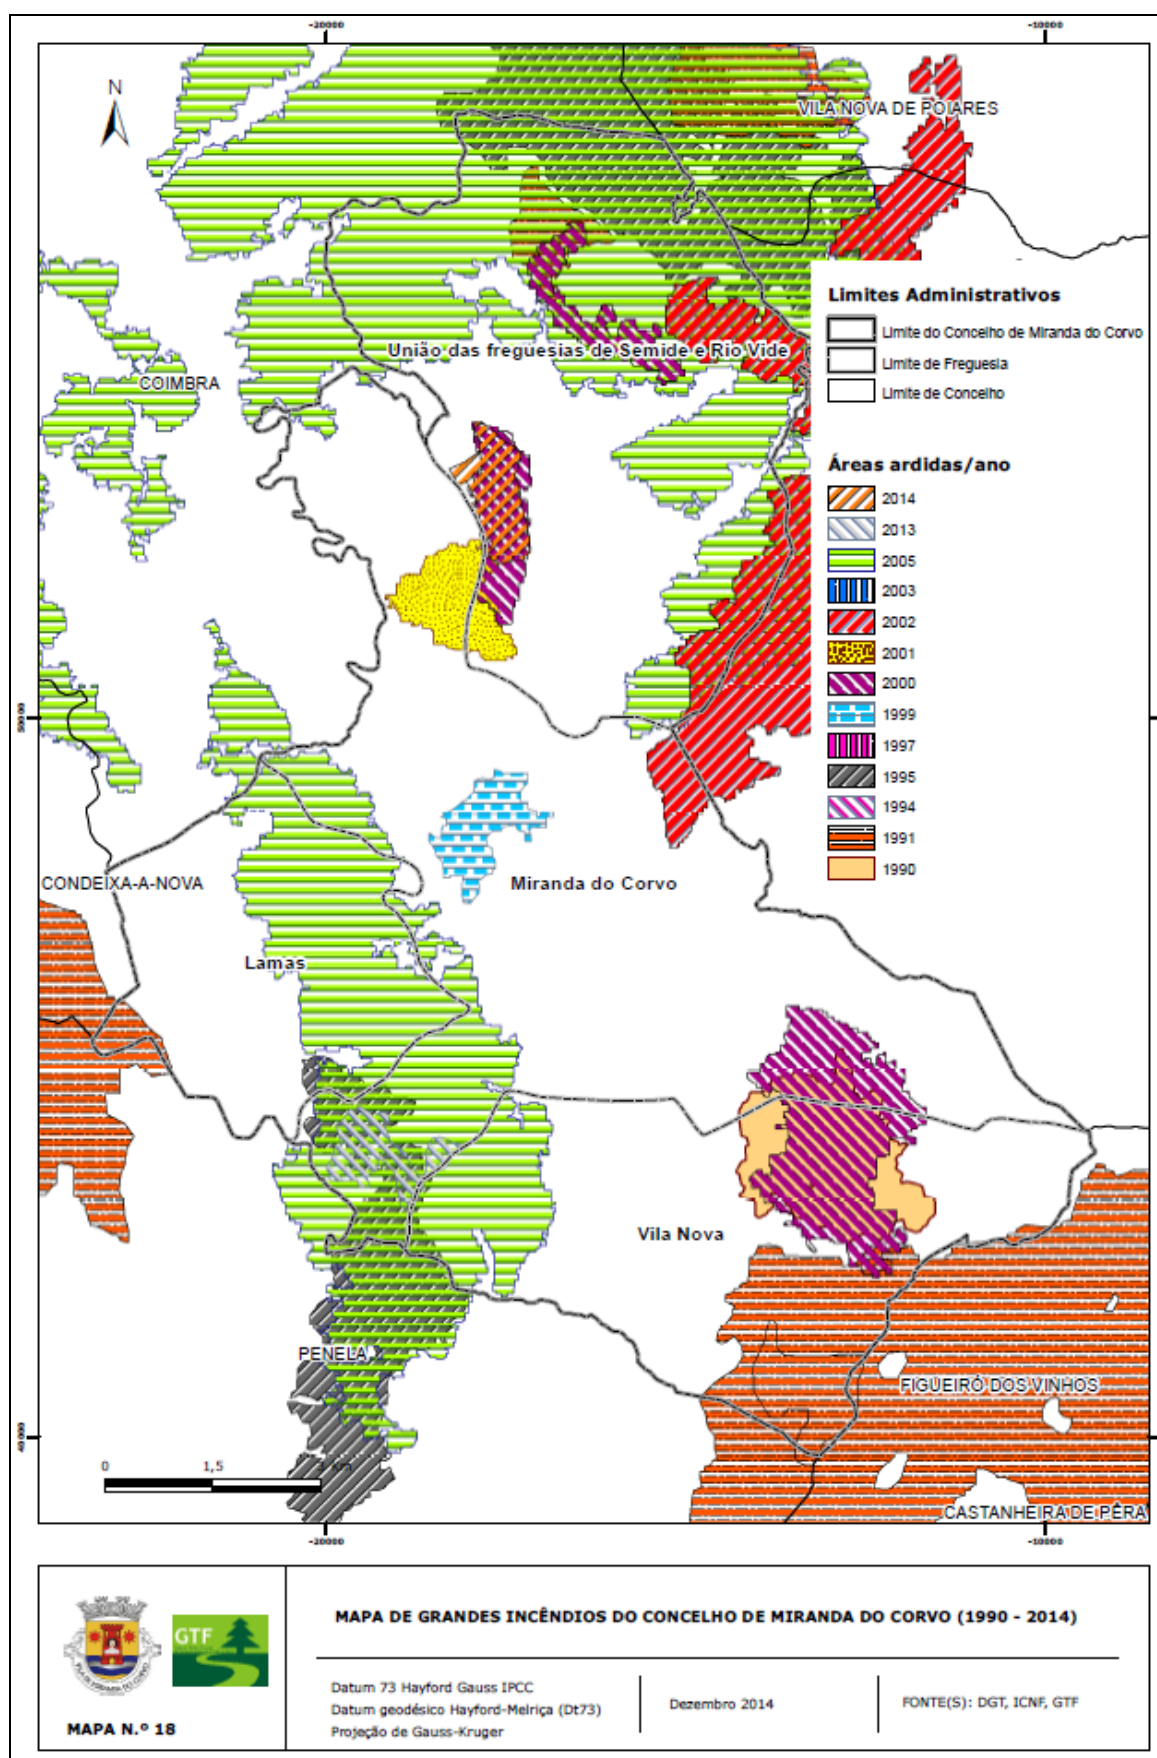 -20000
-10000
N
VILA NOVA DE POIARES
Limites Administrativos
Limite do Concelho de Miranda do Corvo
Limite de Freguesia
Limite de Concelho
União das freguesias de Semide e Rio Vide
COIMBRA
Áreas ardidas/ano
2014
2013
2005
2003
2002
2001
2000
1999
1997
1995
1994
1991
1990
50000
CONDEIXA-A-NOVA
Miranda do Corvo
Lamas
Vila Nova
PENELA
FIGUEIRÓ DOS VINHOS
40000
0 1,5 3 Km
CASTANHEIRA DE PÊRA
-20000
-10000
MAPA DE GRANDES INCÊNDIOS DO CONCELHO DE MIRANDA DO CORVO (1990 - 2014)
GTF
MAPA N.º 18
Datum 73 Hayford Gauss IPCC
Datum geodésico Hayford-Melriça (Dt73)
Projeção de Gauss-Kruger
Dezembro 2014
FONTE(S): DGT, ICNF, GTF